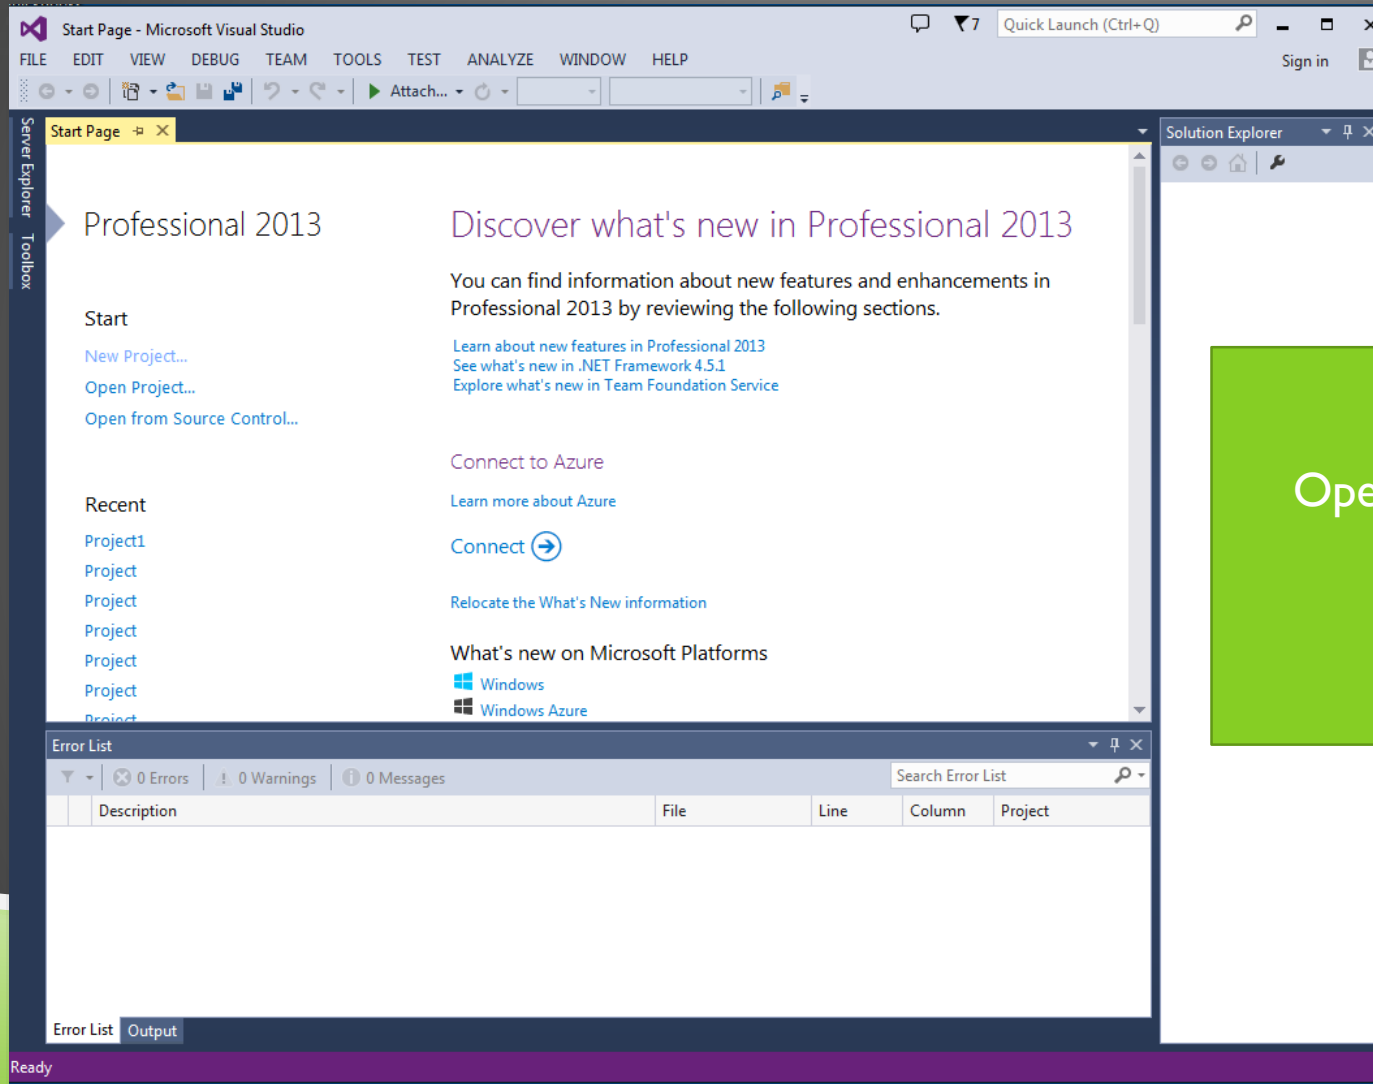 Start Page - Microsoft Visual Studio
7
Quick Launch (Ctrl+Q)
FILE EDIT VIEW DEBUG TEAM TOOLS TEST ANALYZE WINDOW HELP
Sign in
Attach...
Server Explorer
Toolbox
Start Page
Solution Explorer
Professional 2013
Start
New Project...
Open Project...
Open from Source Control...
Recent
Project1
Project
Project
Project
Project
Project
Project
Discover what's new in Professional 2013
You can find information about new features and enhancements in
Professional 2013 by reviewing the following sections.
Learn about new features in Professional 2013
See what's new in .NET Framework 4.5.1
Explore what's new in Team Foundation Service
Connect to Azure
Learn more about Azure
Connect
Relocate the What's New information
What's new on Microsoft Platforms
Windows
Windows Azure
Ope
Error List
0 Errors 0 Warnings 0 Messages
Search Error List
Description File Line Column Project
Error List Output
Ready